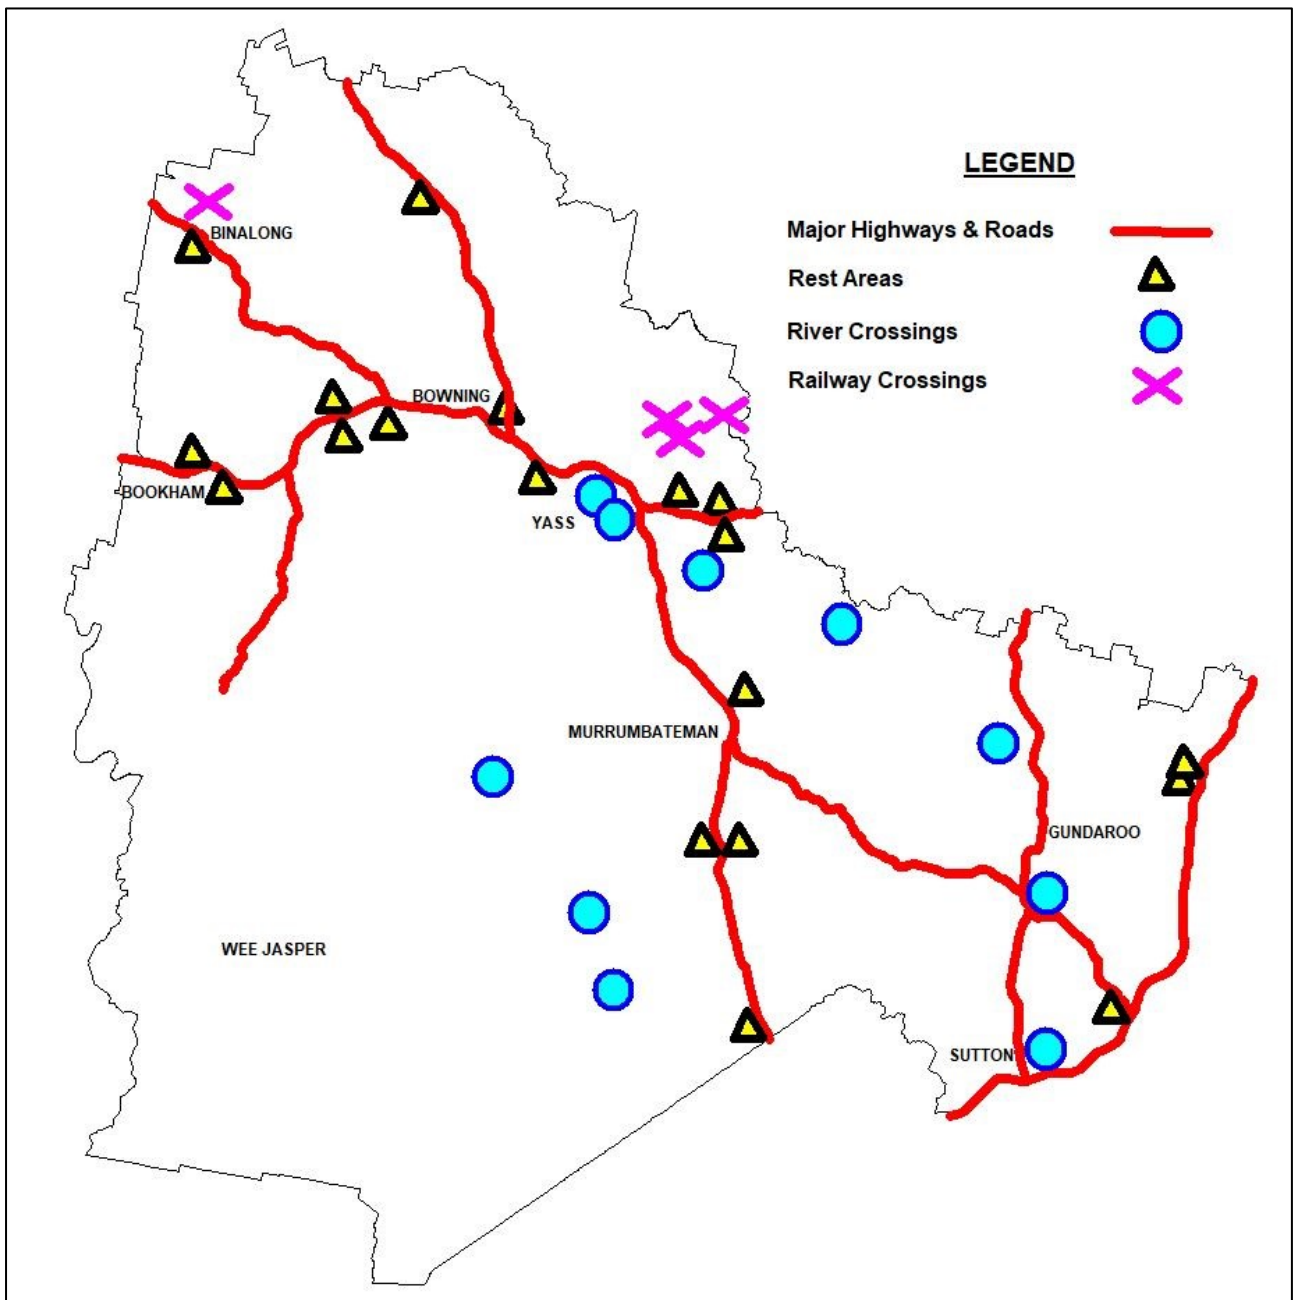 LEGEND
Major Highways & Roads
Rest Areas
River Crossings
Railway Crossings
BINALONG
BOWNING
BOOKHAM
YASS
MURRUMBATEMAN
GUNDAROO
WEE JASPER
SUTTON